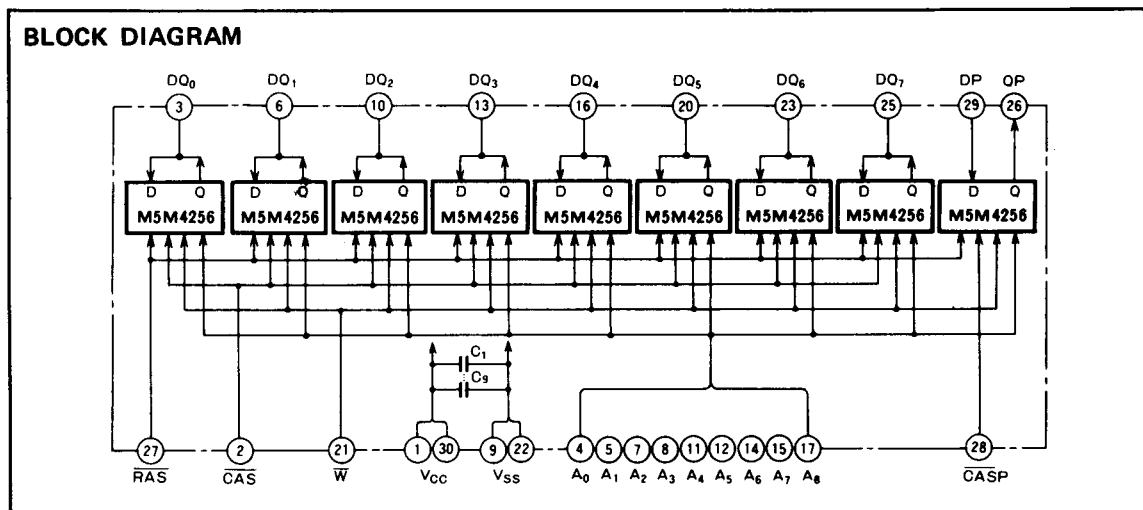 BLOCK DIAGRAM
DQ₀ DQ₁ DQ₂ DQ₃ DQ₄ DQ₅ DQ₆ DQ₇ DP QP
3 6 10 13 16 20 23 25 29 26
D Q D Q D Q D Q D Q D Q D Q D Q D Q
M5M4256 M5M4256 M5M4256 M5M4256 M5M4256 M5M4256 M5M4256 M5M4256 M5M4256
C₁
C₉
27 2 21 1 30 9 22 4 5 7 8 11 12 14 15 17 28
R̅A̅S̅ C̅A̅S̅ W̅ VCC VSS A₀ A₁ A₂ A₃ A₄ A₅ A₆ A₇ A₈ C̅A̅S̅P̅